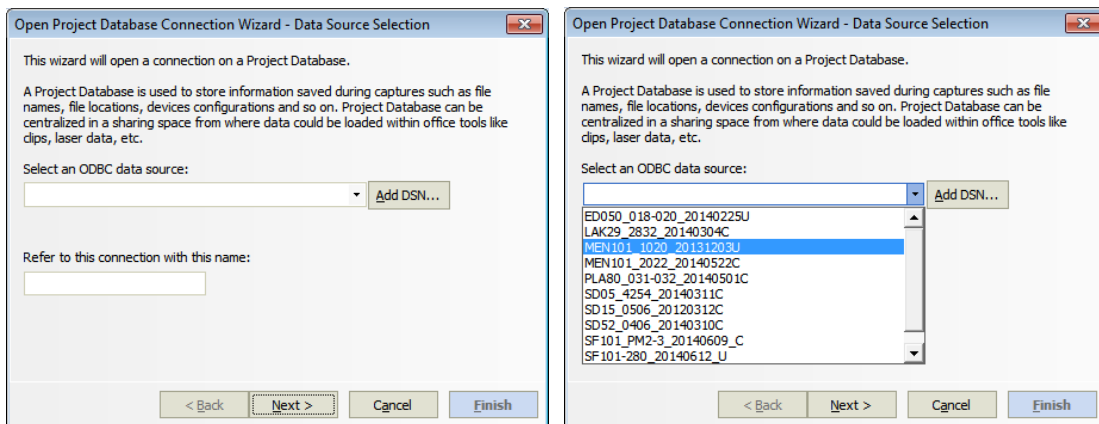 Open Project Database Connection Wizard - Data Source Selection
This wizard will open a connection on a Project Database.
A Project Database is used to store information saved during captures such as file
names, file locations, devices configurations and so on. Project Database can be
centralized in a sharing space from where data could be loaded within office tools like
clips, laser data, etc.
Select an ODBC data source:
Add DSN...
Refer to this connection with this name:
< Back
Next >
Cancel
Finish
Open Project Database Connection Wizard - Data Source Selection
This wizard will open a connection on a Project Database.
A Project Database is used to store information saved during captures such as file
names, file locations, devices configurations and so on. Project Database can be
centralized in a sharing space from where data could be loaded within office tools like
clips, laser data, etc.
Select an ODBC data source:
Add DSN...
ED050_018-020_20140225U
LAK29_2832_20140304C
MEN101_1020_20131203U
MEN101_2022_20140522C
PLA80_031-032_20140501C
SD05_4254_20140311C
SD15_0506_20120312C
SD52_0406_20140310C
SF101_PM2-3_20140609_C
SF101-280_20140612_U
< Back
Next >
Cancel
Finish